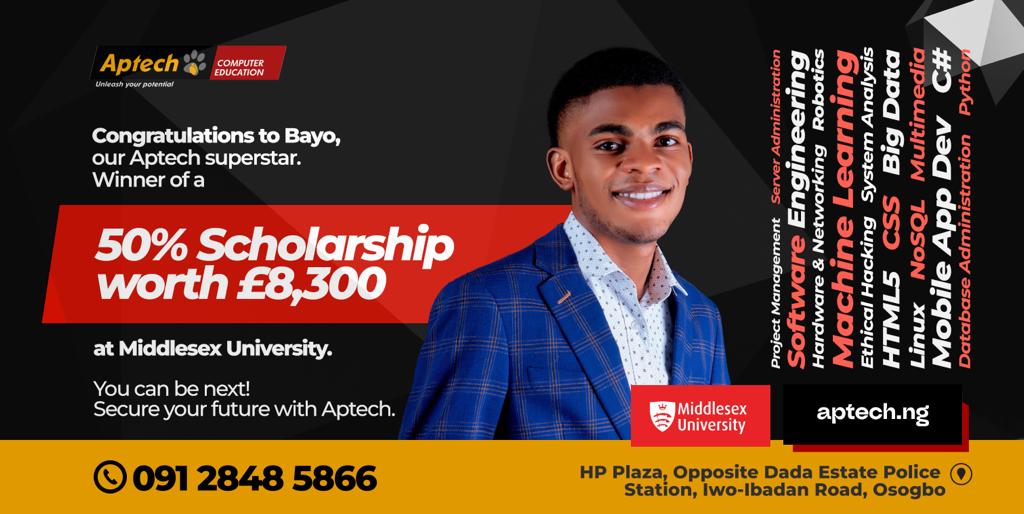 Aptech
COMPUTER
EDUCATION
Unleash your potential
Congratulations to Bayo,
our Aptech superstar.
Winner of a
50% Scholarship
worth £8,300
at Middlesex University.
You can be next!
Secure your future with Aptech.
Project Management Server Administration
Software Engineering
Hardware & Networking Robotics
Machine Learning
Ethical Hacking System Analysis
HTML5 CSS Big Data
Linux NoSQL Multimedia
Mobile App Dev C#
Database Administration Python
Middlesex
University
aptech.ng
091 2848 5866
HP Plaza, Opposite Dada Estate Police
Station, Iwo-Ibadan Road, Osogbo